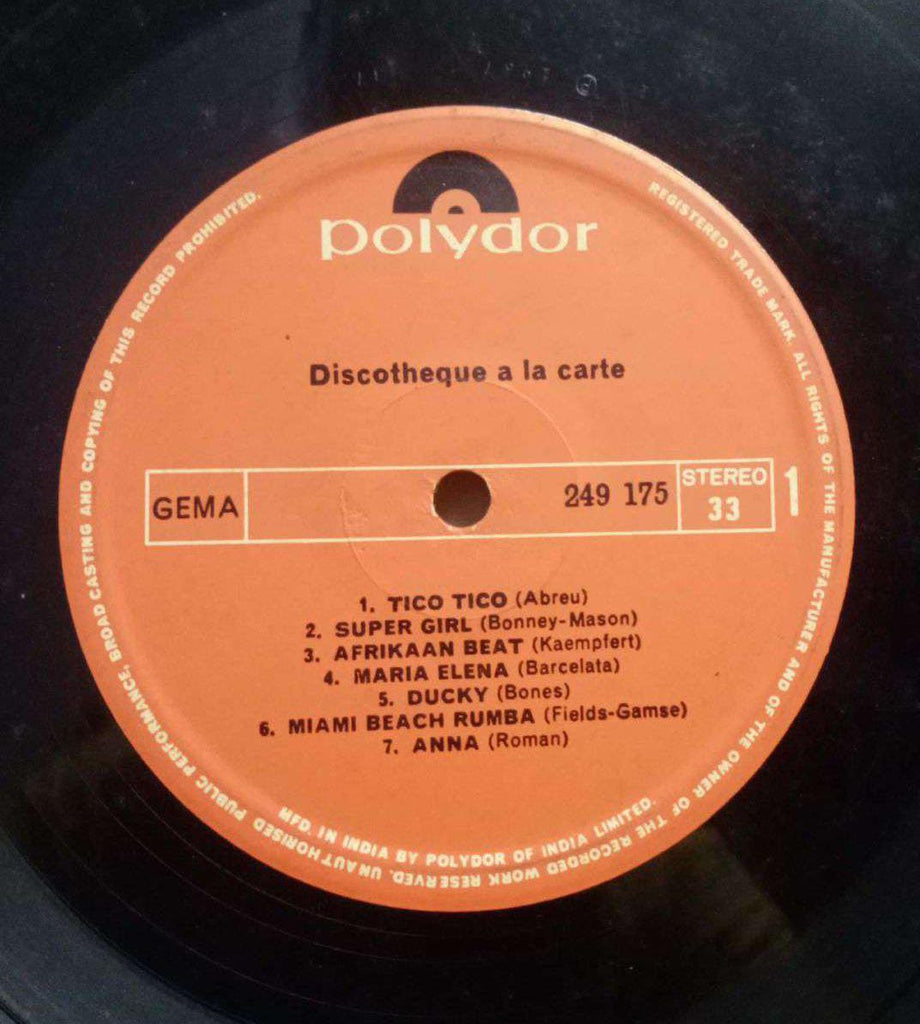 polydor
Discotheque a la carte
GEMA
249 175
STEREO
33
1
1. TICO TICO (Abreu)
2. SUPER GIRL (Bonney-Mason)
3. AFRIKAAN BEAT (Kaempfert)
4. MARIA ELENA (Barcelata)
5. DUCKY (Bones)
6. MIAMI BEACH RUMBA (Fields-Gamse)
7. ANNA (Roman)
MFD. IN INDIA BY POLYDOR OF INDIA LIMITED.
REGISTERED TRADE MARK. ALL RIGHTS OF THE MANUFACTURER AND OF THE OWNER OF THE RECORDED WORK RESERVED. UNAUTHORISED PUBLIC PERFORMANCE, BROADCASTING AND COPYING OF THIS RECORD PROHIBITED.